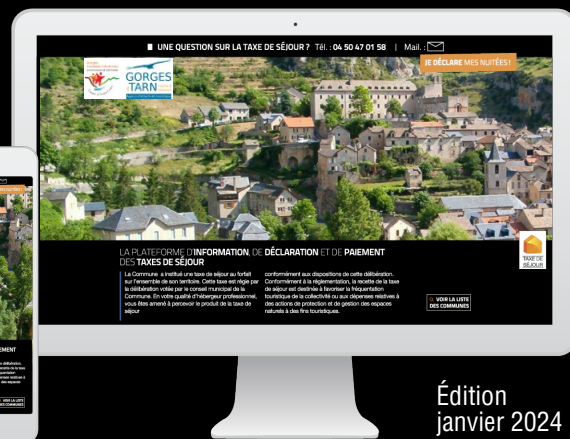 UNE QUESTION SUR LA TAXE DE SÉJOUR ? Tél. : 04 50 47 01 58 | Mail. :
JE DÉCLARE MES NUITÉES !
GORGES
TARN
LA PLATEFORME D'INFORMATION, DE DÉCLARATION ET DE PAIEMENT
DES TAXES DE SÉJOUR
La Commune a institué une taxe de séjour au forfait
sur l'ensemble de son territoire. Cette taxe est régie par
la délibération votée par le conseil municipal de la
Commune. En votre qualité d'hébergeur professionnel,
vous êtes amené à percevoir le produit de la taxe de
séjour
conformément aux dispositions de cette délibération.
Conformément à la réglementation, la recette de la taxe
de séjour est destinée à favoriser la fréquentation
touristique de la collectivité ou aux dépenses relatives à
des actions de protection et de gestion des espaces
naturels à des fins touristiques.
TAXE DE
SÉJOUR
VOIR LA LISTE
DES COMMUNES
EMENT
VOIR LA LISTE
DES COMMUNES
Édition
janvier 2024